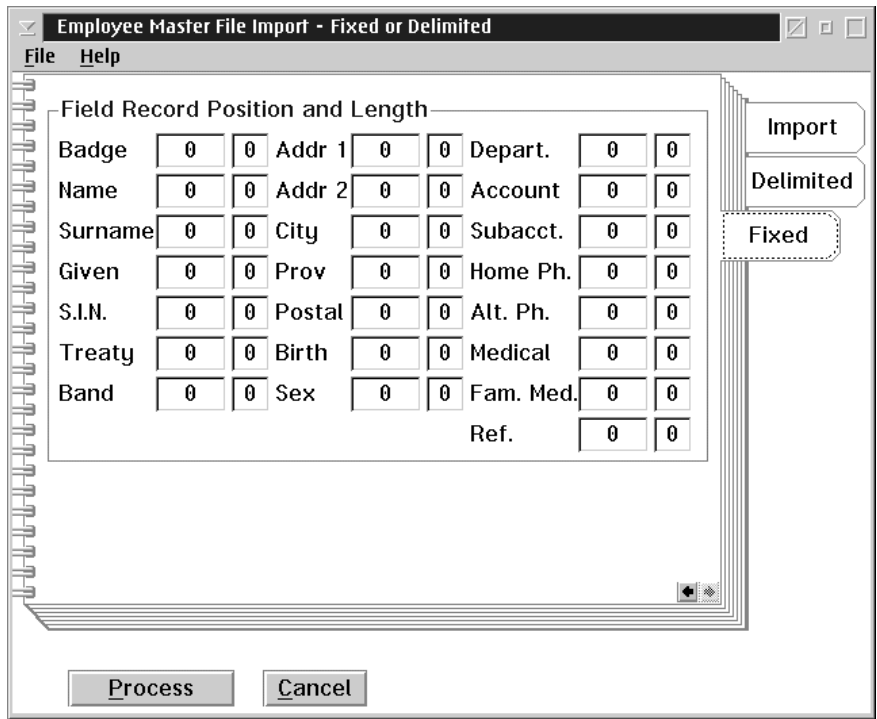 Employee Master File Import - Fixed or Delimited
File Help
Field Record Position and Length
Import
Delimited
Fixed
Badge 0 0 Addr 1 0 0 Depart. 0 0
Name 0 0 Addr 2 0 0 Account 0 0
Surname 0 0 City 0 0 Subacct. 0 0
Given 0 0 Prov 0 0 Home Ph. 0 0
S.I.N. 0 0 Postal 0 0 Alt. Ph. 0 0
Treaty 0 0 Birth 0 0 Medical 0 0
Band 0 0 Sex 0 0 Fam. Med. 0 0
Ref. 0 0
Process Cancel